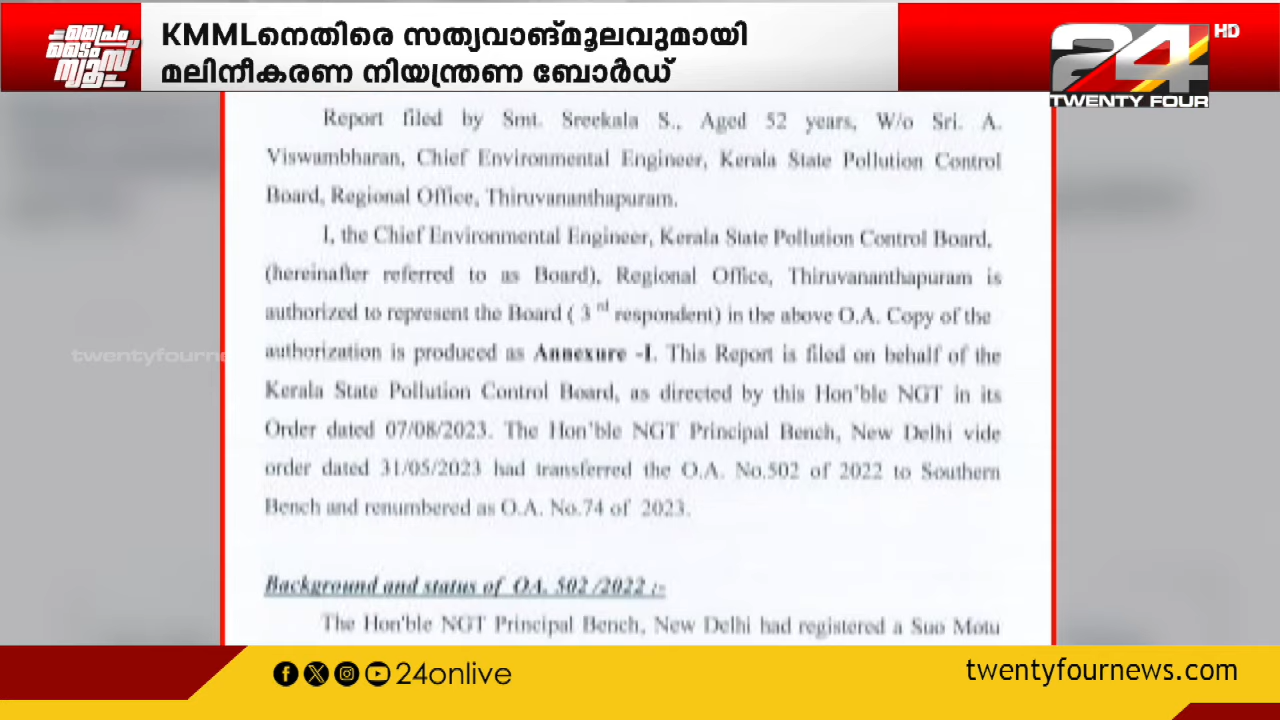 പ്രൈം
ടൈം
ന്യൂസ്
KMMLനെതിരെ സത്യവാങ്മൂലവുമായി
മലിനീകരണ നിയന്ത്രണ ബോർഡ്
24 HD
TWENTY FOUR
Report filed by Smt. Sreekala S., Aged 52 years, W/o Sri. A.
Viswambharan, Chief Environmental Engineer, Kerala State Pollution Control
Board, Regional Office, Thiruvananthapuram.
I, the Chief Environmental Engineer, Kerala State Pollution Control Board,
(hereinafter referred to as Board), Regional Office, Thiruvananthapuram is
authorized to represent the Board ( 3 rd respondent) in the above O.A. Copy of the
authorization is produced as Annexure -I. This Report is filed on behalf of the
Kerala State Pollution Control Board, as directed by this Hon'ble NGT in its
Order dated 07/08/2023. The Hon'ble NGT Principal Bench, New Delhi vide
order dated 31/05/2023 had transferred the O.A. No.502 of 2022 to Southern
Bench and renumbered as O.A. No.74 of 2023.
Background and status of OA. 502 /2022 :-
The Hon'ble NGT Principal Bench, New Delhi had registered a Suo Motu
24onlive
twentyfournews.com